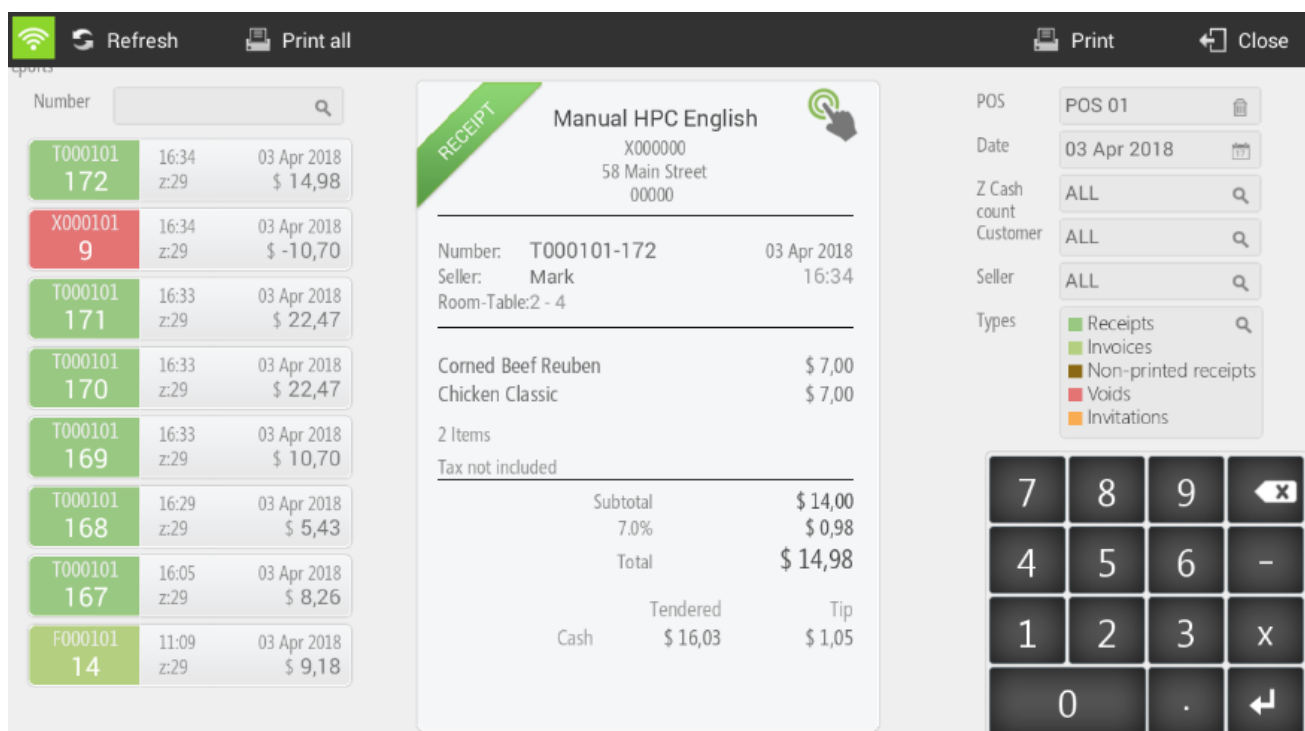 Refresh
Print all
Print
Close
Number
T000101 16:34 03 Apr 2018
172 z:29 $ 14,98
X000101 16:34 03 Apr 2018
9 z:29 $ -10,70
T000101 16:33 03 Apr 2018
171 z:29 $ 22,47
T000101 16:33 03 Apr 2018
170 z:29 $ 22,47
T000101 16:33 03 Apr 2018
169 z:29 $ 10,70
T000101 16:29 03 Apr 2018
168 z:29 $ 5,43
T000101 16:05 03 Apr 2018
167 z:29 $ 8,26
F000101 11:09 03 Apr 2018
14 z:29 $ 9,18
RECEIPT
Manual HPC English
X000000
58 Main Street
00000
Number: T000101-172 03 Apr 2018
Seller: Mark 16:34
Room-Table:2 - 4
Corned Beef Reuben $ 7,00
Chicken Classic $ 7,00
2 Items
Tax not included
Subtotal $ 14,00
7.0% $ 0,98
Total $ 14,98
Tendered Tip
Cash $ 16,03 $ 1,05
POS POS 01
Date 03 Apr 2018
17
Z Cash count ALL
Customer ALL
Seller ALL
Types
Receipts
Invoices
Non-printed receipts
Voids
Invitations
7 8 9 x
4 5 6 -
1 2 3 X
0 .